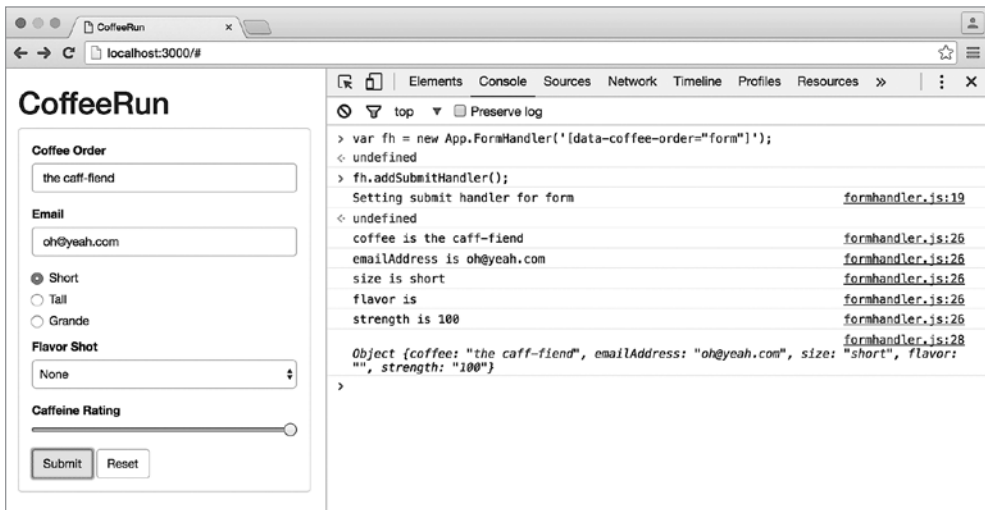 CoffeeRun
localhost:3000/#
CoffeeRun
Coffee Order
the caff-fiend
Email
oh@yeah.com
Short
Tall
Grande
Flavor Shot
None
Caffeine Rating
Submit Reset
Elements Console Sources Network Timeline Profiles Resources »
top ▼ Preserve log
> var fh = new App.FormHandler('[data-coffee-order="form"]');
< undefined
> fh.addSubmitHandler();
Setting submit handler for form formhandler.js:19
< undefined
coffee is the caff-fiend formhandler.js:26
emailAddress is oh@yeah.com formhandler.js:26
size is short formhandler.js:26
flavor is formhandler.js:26
strength is 100 formhandler.js:26
formhandler.js:28
Object {coffee: "the caff-fiend", emailAddress: "oh@yeah.com", size: "short", flavor:
"", strength: "100"}
>